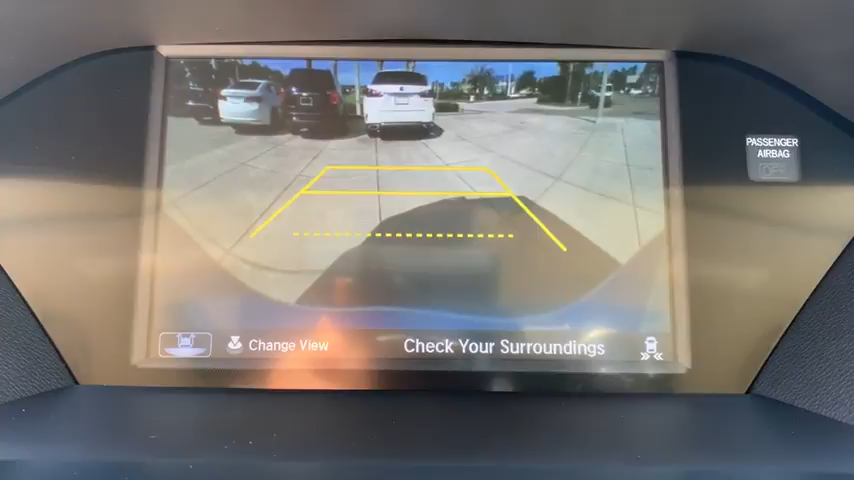 PASSENGER
AIRBAG
OFF
Change View
Check Your Surroundings